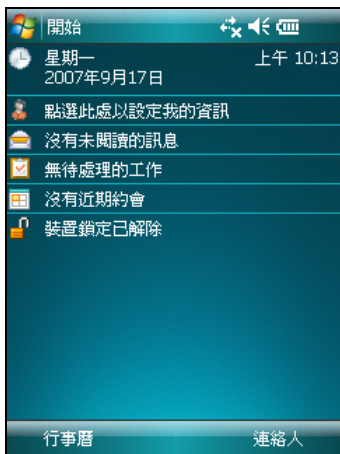 開始
星期一 上午 10:13
2007年9月17日
點選此處以設定我的資訊
沒有未閱讀的訊息
無待處理的工作
沒有近期約會
裝置鎖定已解除
行事曆 連絡人